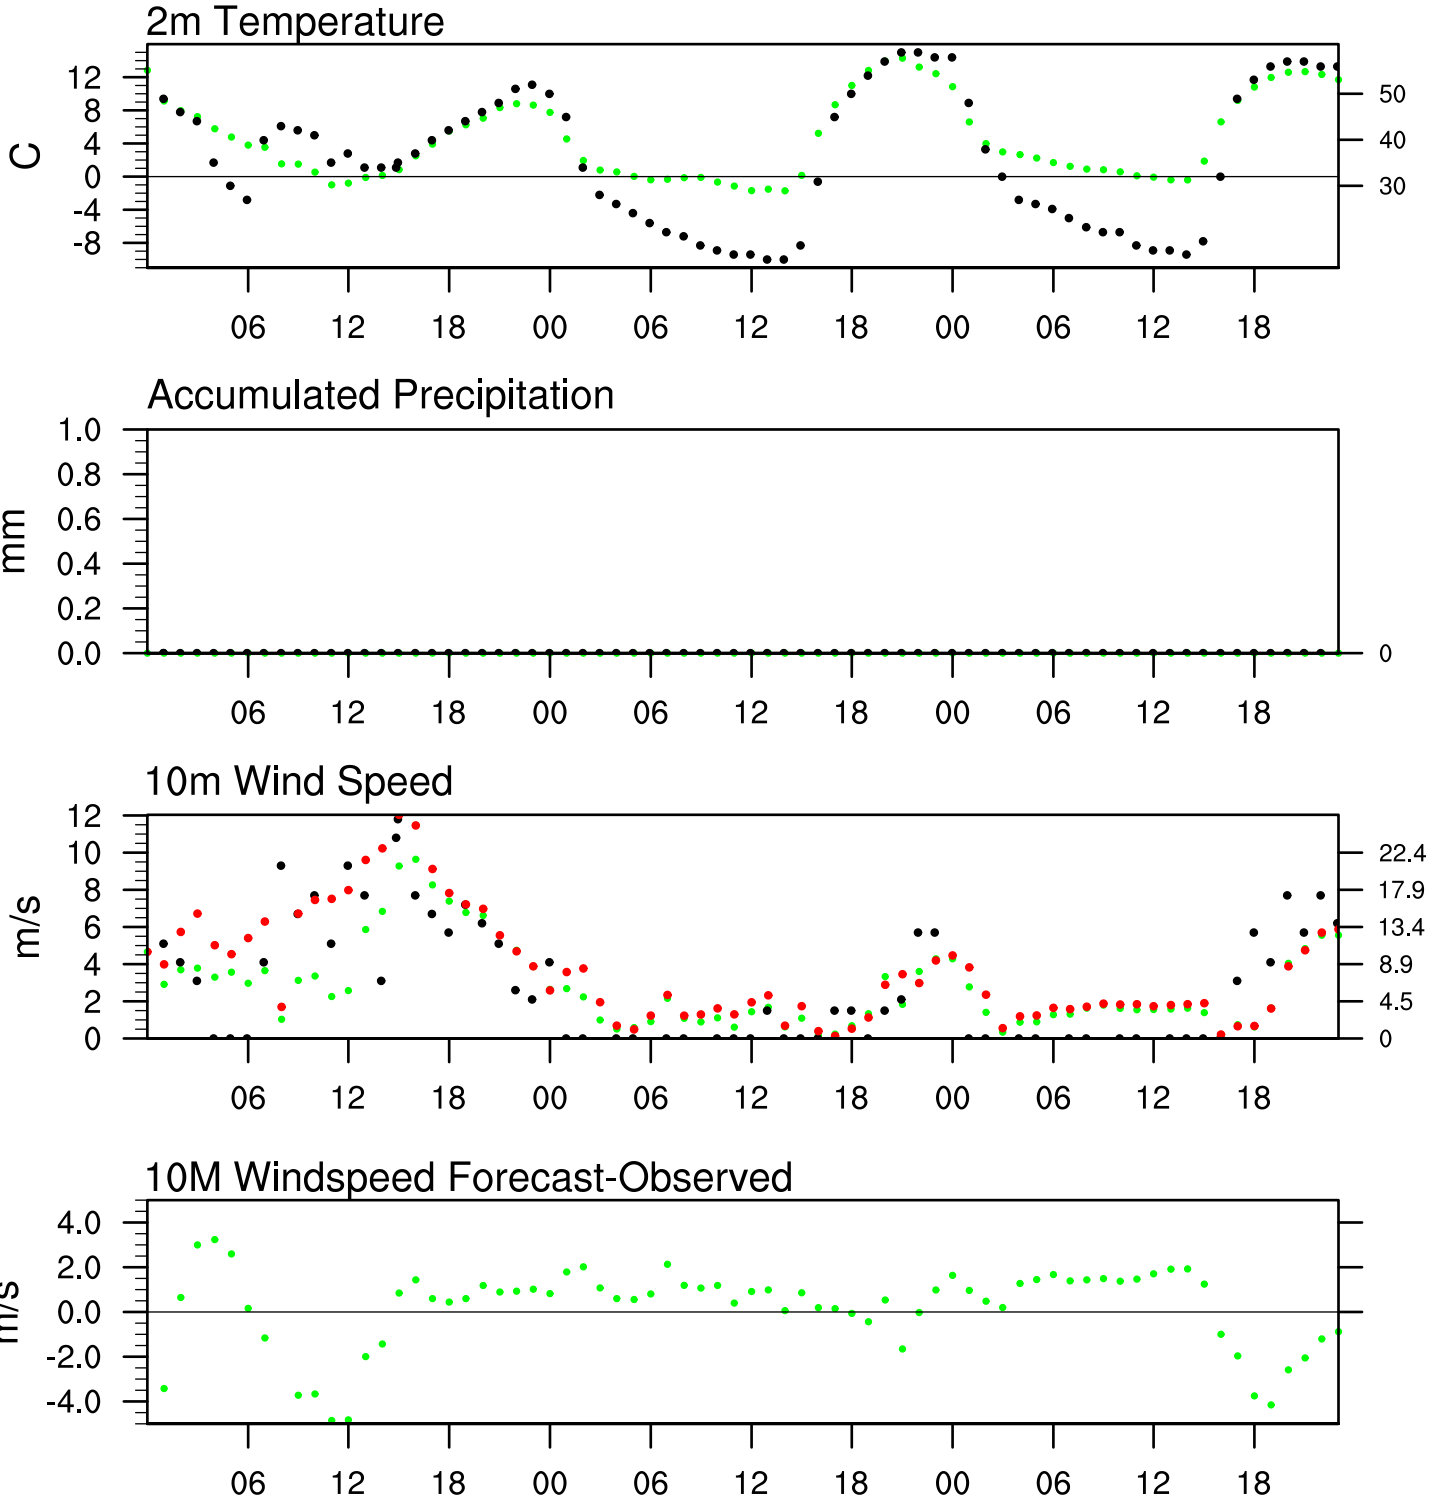 2m Temperature
C
12
8
4
0
-4
-8
50
40
30
06 12 18 00 06 12 18 00 06 12 18
Accumulated Precipitation
mm
1.0
0.8
0.6
0.4
0.2
0.0
0
06 12 18 00 06 12 18 00 06 12 18
10m Wind Speed
m/s
12
10
8
6
4
2
0
22.4
17.9
13.4
8.9
4.5
0
06 12 18 00 06 12 18 00 06 12 18
10M Windspeed Forecast-Observed
m/s
4.0
2.0
0.0
-2.0
-4.0
06 12 18 00 06 12 18 00 06 12 18